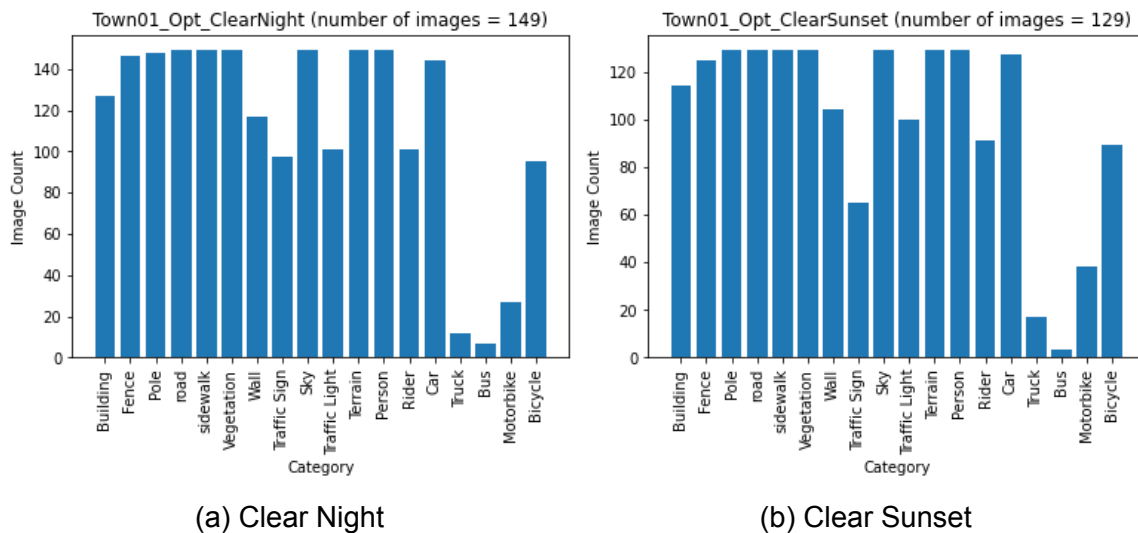 Town01_Opt_ClearNight (number of images = 149)
140
120
100
80
60
40
20
0
Image Count
Building
Fence
Pole
road
sidewalk
Vegetation
Wall
Traffic Sign
Sky
Traffic Light
Terrain
Person
Rider
Car
Truck
Bus
Motorbike
Bicycle
Category
(a) Clear Night
Town01_Opt_ClearSunset (number of images = 129)
120
100
80
60
40
20
0
Image Count
Building
Fence
Pole
road
sidewalk
Vegetation
Wall
Traffic Sign
Sky
Traffic Light
Terrain
Person
Rider
Car
Truck
Bus
Motorbike
Bicycle
Category
(b) Clear Sunset